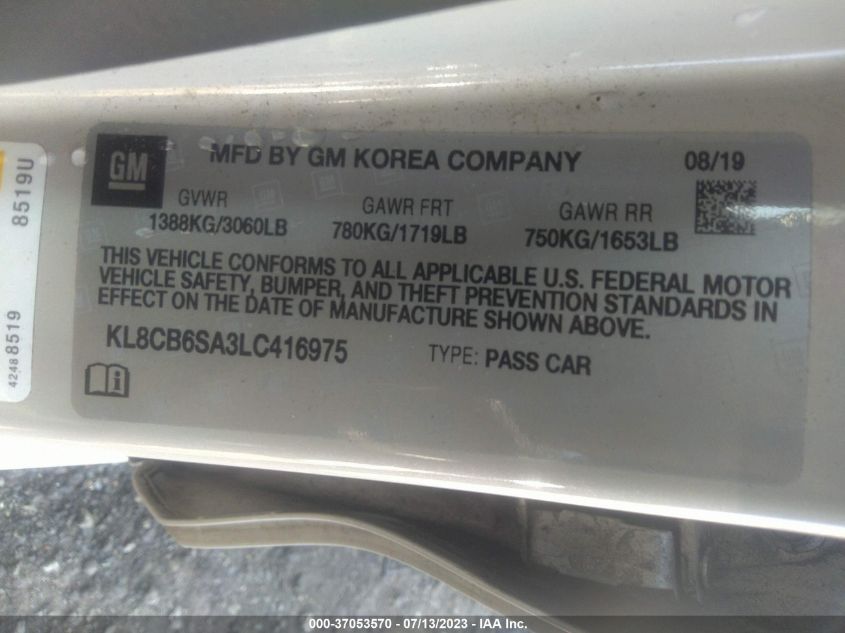 GM
MFD BY GM KOREA COMPANY
08/19
GVWR
GAWR FRT
GAWR RR
1388KG/3060LB
780KG/1719LB
750KG/1653LB
THIS VEHICLE CONFORMS TO ALL APPLICABLE U.S. FEDERAL MOTOR
VEHICLE SAFETY, BUMPER, AND THEFT PREVENTION STANDARDS IN
EFFECT ON THE DATE OF MANUFACTURE SHOWN ABOVE.
KL8CB6SA3LC416975
TYPE: PASS CAR
8519U
42488519
000-37053570 - 07/13/2023 - IAA Inc.